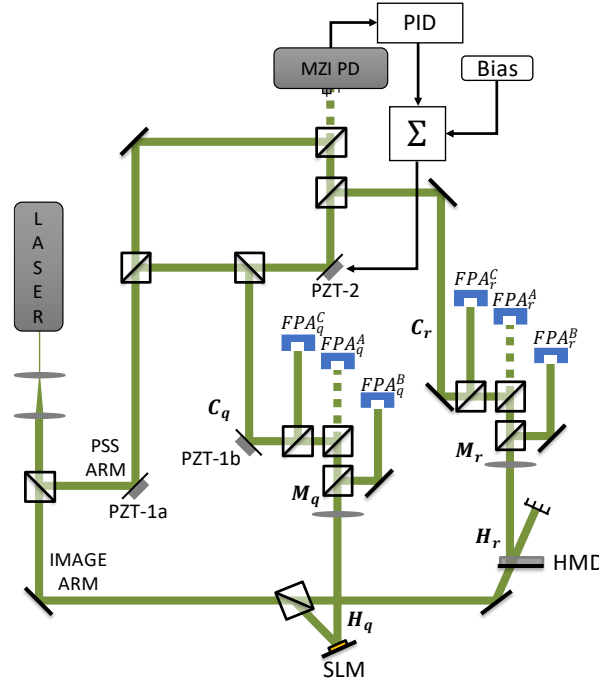 PID
MZI PD
Bias
Σ
L
A
S
E
R
PZT-2
FPA_r^C
FPA_r^A
FPA_q^C
FPA_q^A
FPA_r^B
C_r
FPA_q^B
C_q
PZT-1b
PSS
ARM
M_q
M_r
PZT-1a
H_r
IMAGE
ARM
HMD
H_q
SLM